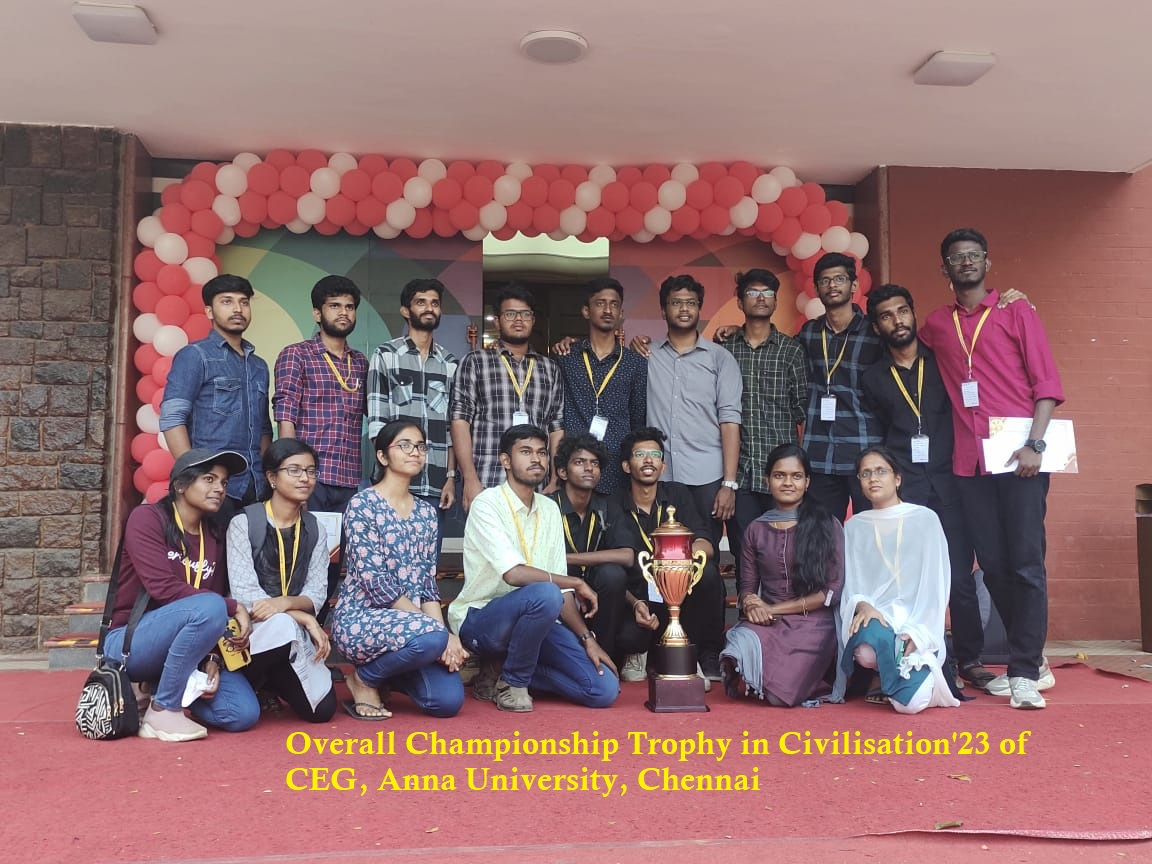 Overall Championship Trophy in Civilisation'23 of
CEG, Anna University, Chennai